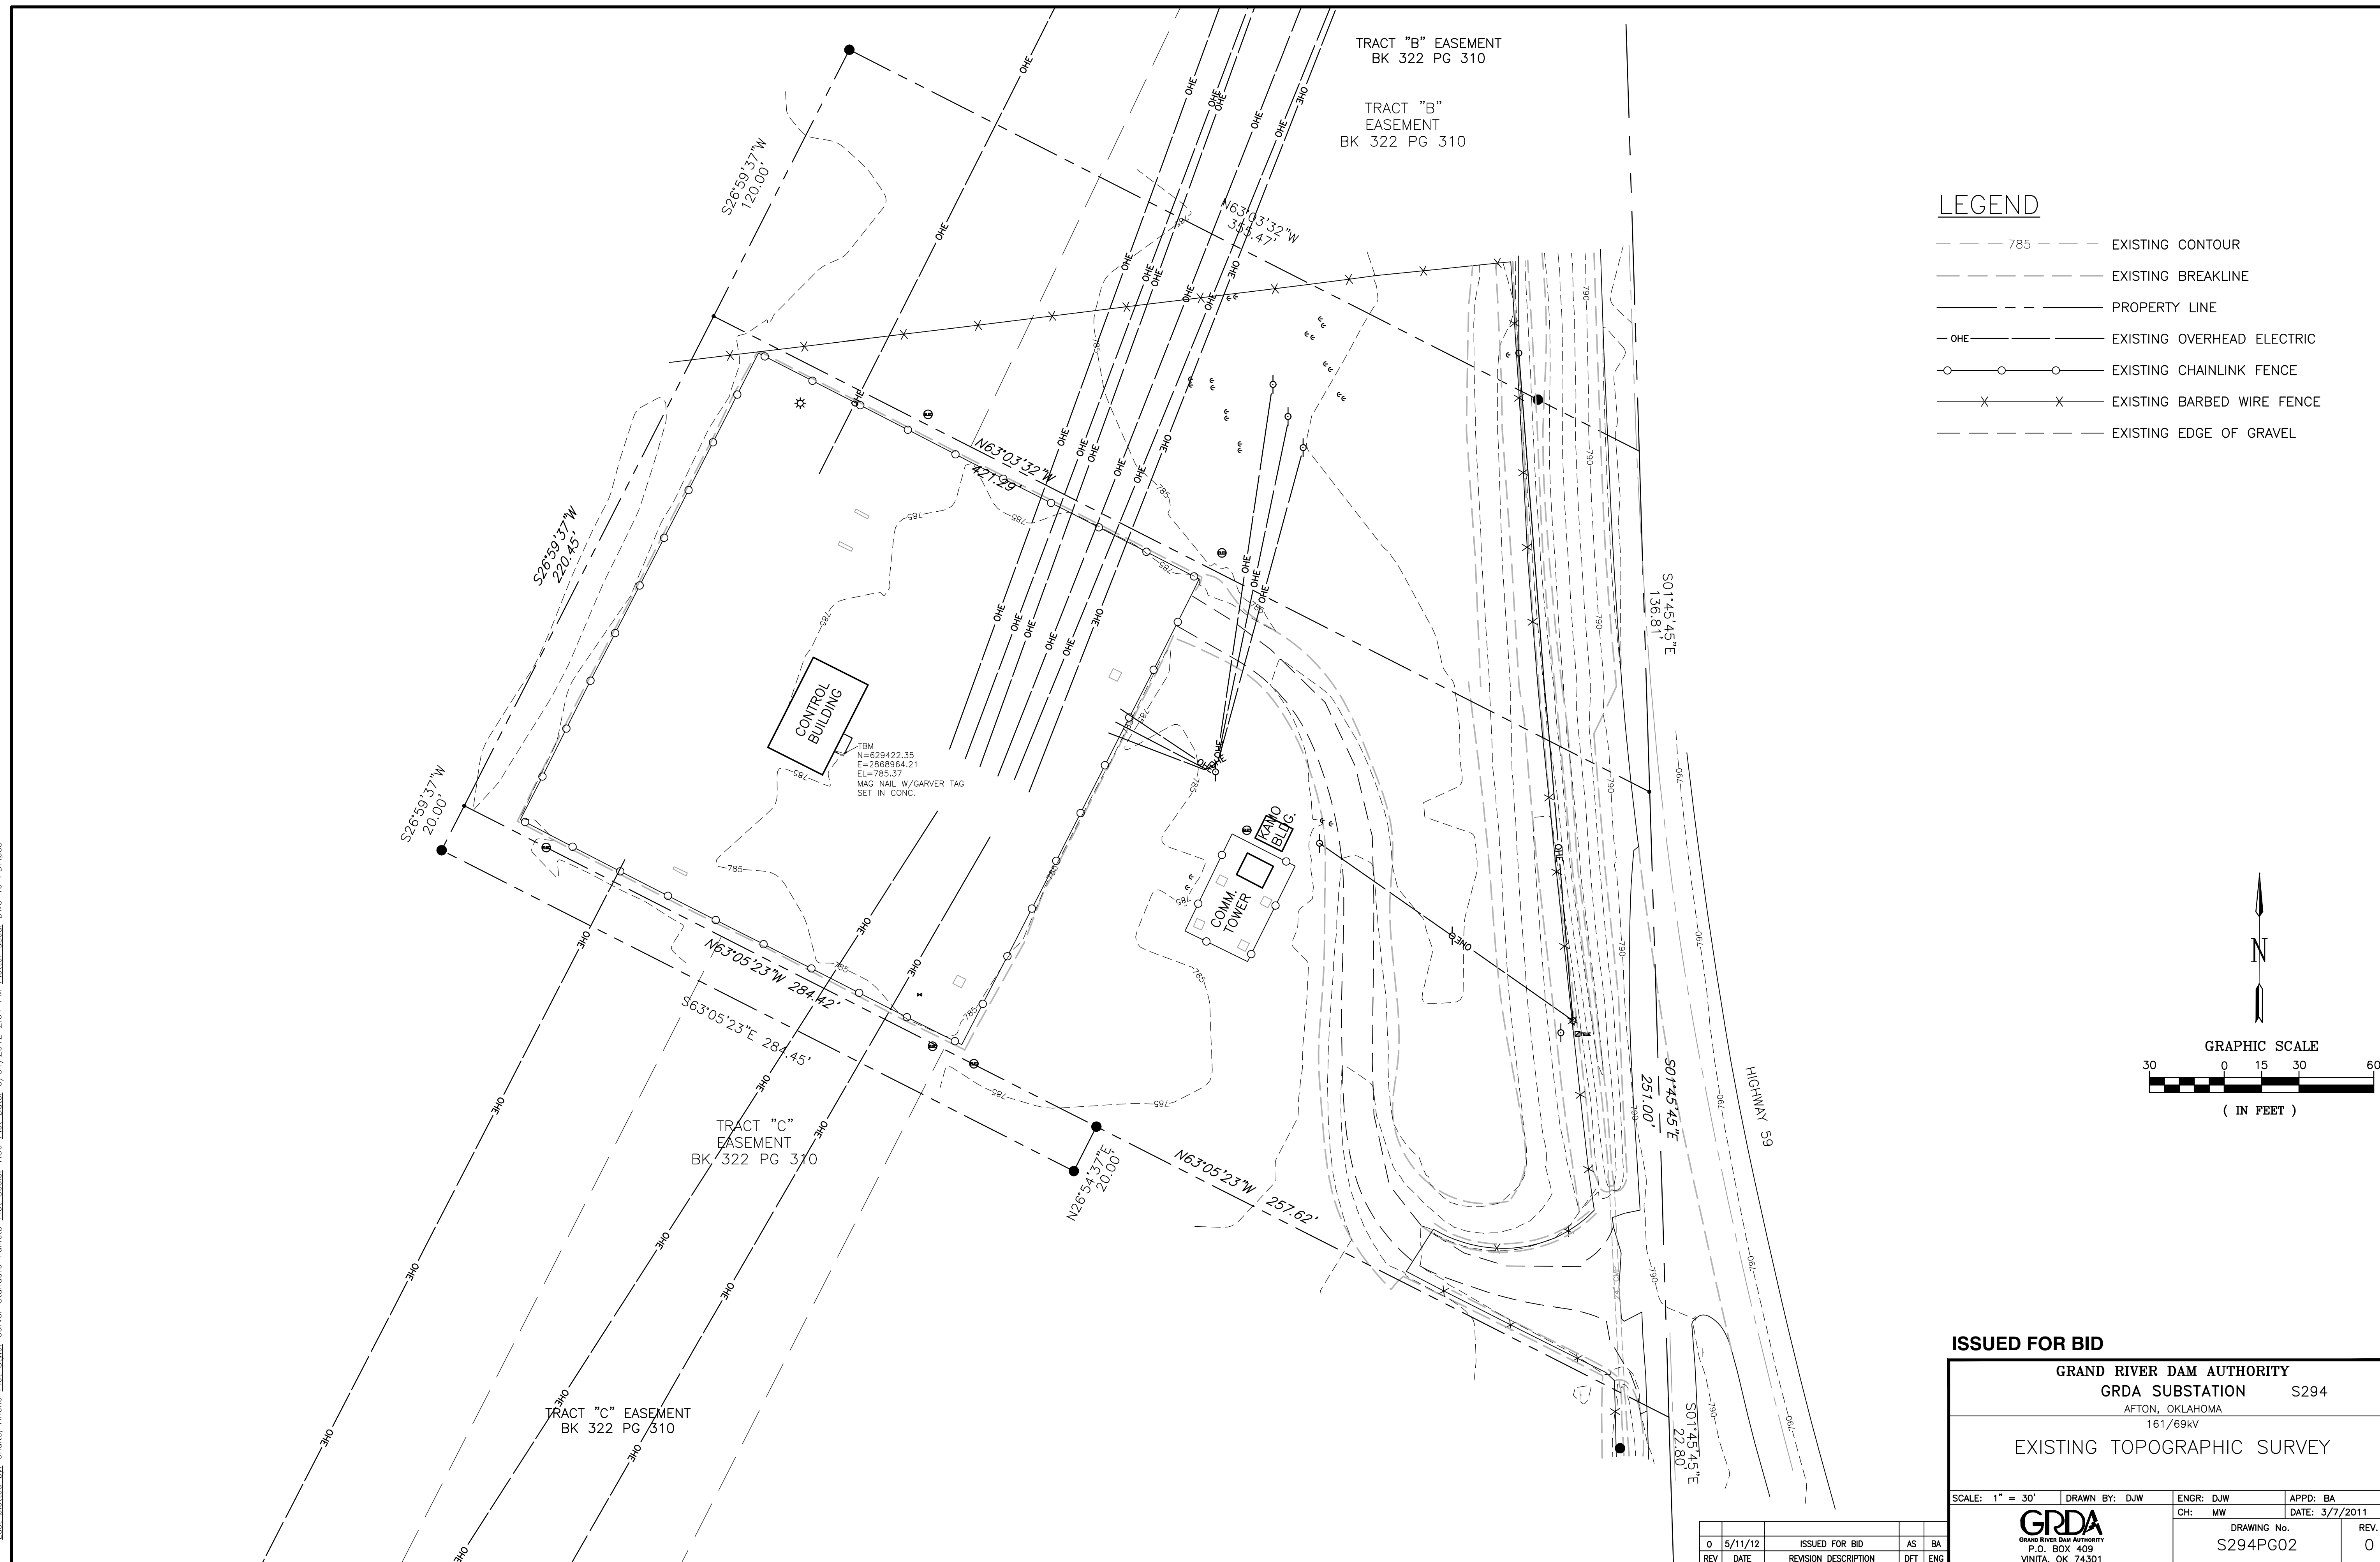 TRACT "B" EASEMENT
BK 322 PG 310
TRACT "B"
EASEMENT
BK 322 PG 310
S26°59'37"W
120.00'
N63°03'32"W
355.47'
LEGEND
785
EXISTING CONTOUR
EXISTING BREAKLINE
PROPERTY LINE
OHE
EXISTING OVERHEAD ELECTRIC
EXISTING CHAINLINK FENCE
X X
EXISTING BARBED WIRE FENCE
EXISTING EDGE OF GRAVEL
N63°03'32"W
421.29'
S26°59'37"W
220.45'
S01°45'45"E
136.81'
CONTROL
BUILDING
TBM
N=629422.35
E=2868964.21
EL=785.37
MAG NAIL W/GARVER TAG
SET IN CONC.
S26°59'37"W
20.00'
KAMO
BLDG.
COMM.
TOWER
N63°05'23"W 284.42'
S63°05'23"E 284.45'
TRACT "C"
EASEMENT
BK 322 PG 310
N26°54'37"E
20.00'
N63°05'23"W 257.62'
S01°45'45"E
251.00'
HIGHWAY 59
TRACT "C" EASEMENT
BK 322 PG 310
S01°45'45"E
22.80'
OHE
785
790
N
GRAPHIC SCALE
30 0 15 30 60
( IN FEET )
ISSUED FOR BID
GRAND RIVER DAM AUTHORITY
GRDA SUBSTATION S294
AFTON, OKLAHOMA
161/69kV
EXISTING TOPOGRAPHIC SURVEY
SCALE: 1" = 30' DRAWN BY: DJW ENGR: DJW APPD: BA
CH: MW DATE: 3/7/2011
GRDA
GRAND RIVER DAM AUTHORITY
P.O. BOX 409
VINITA, OK 74301
DRAWING No. REV.
S294PG02 0
0 5/11/12 ISSUED FOR BID AS BA
REV DATE REVISION DESCRIPTION DFT ENG